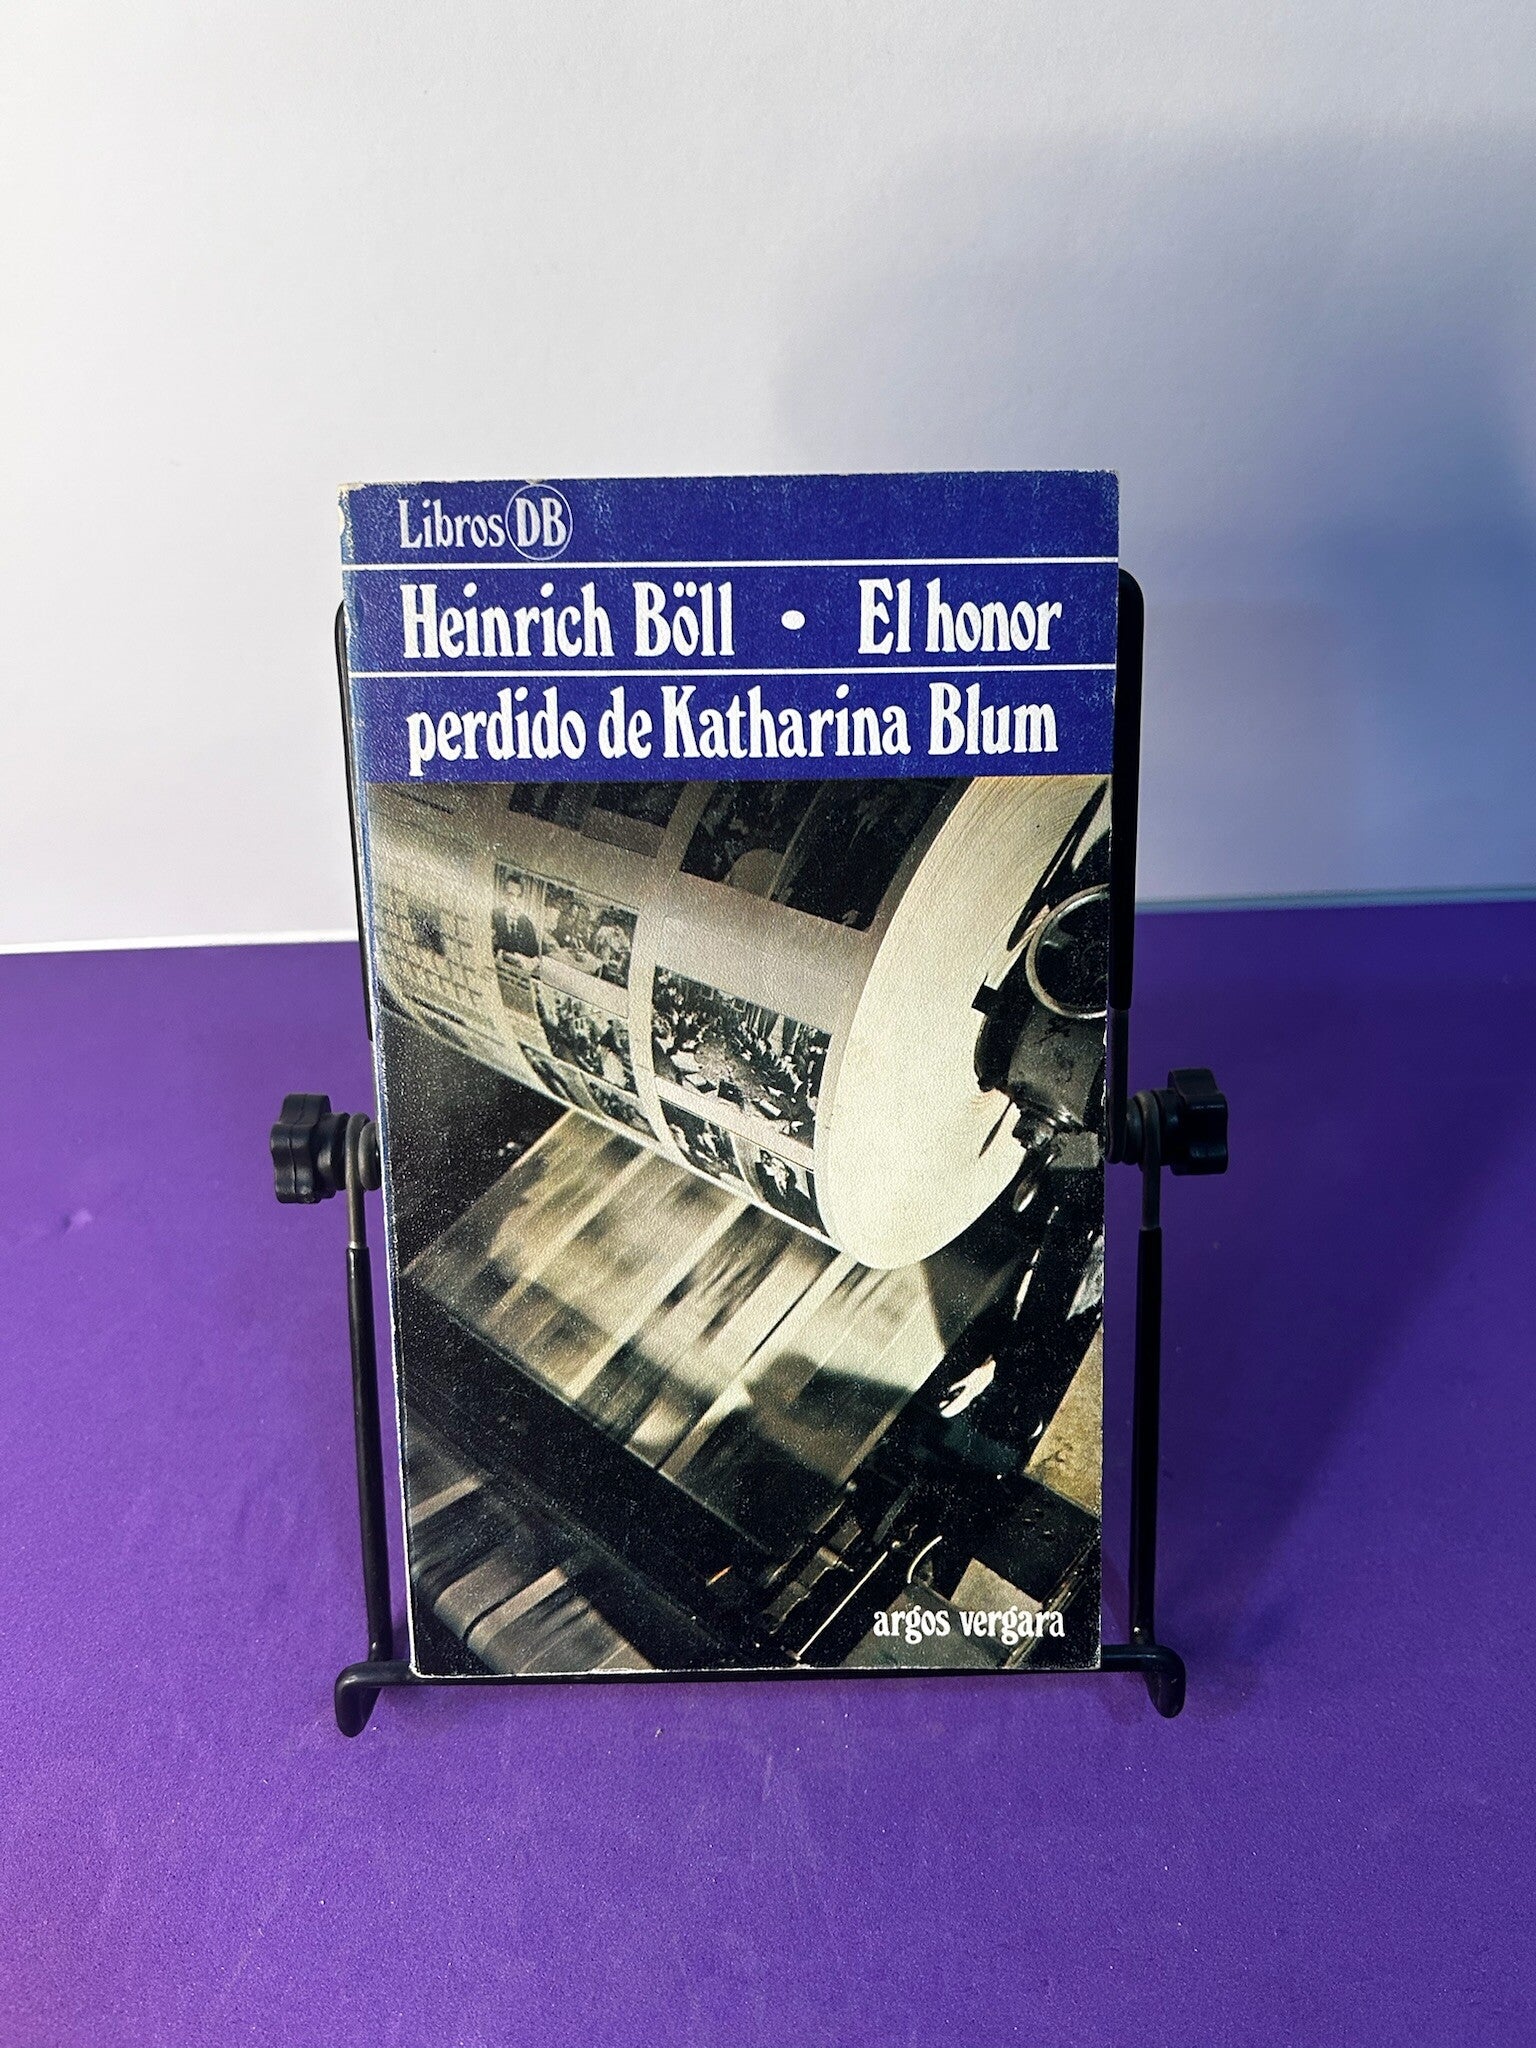 Libros DB
Heinrich Böll • El honor
perdido de Katharina Blum
argos vergara